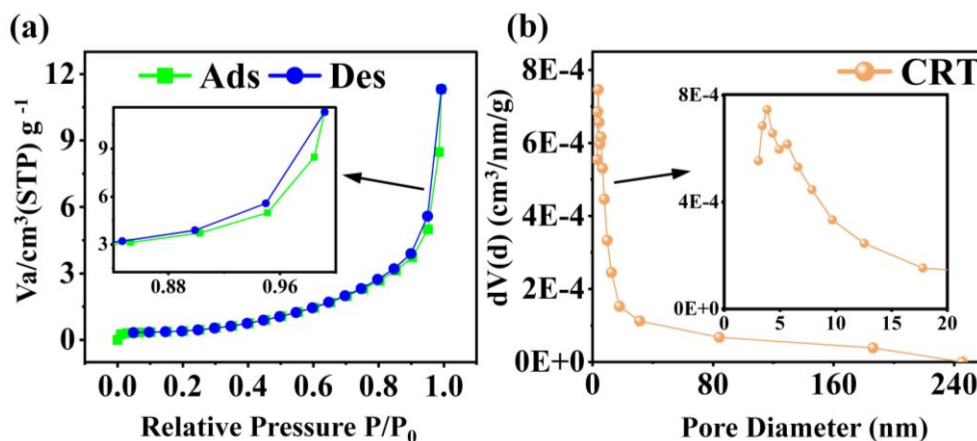 (a)
Ads Des
Va/cm³(STP) g⁻¹
12
9
6
3
0
9
6
3
0.88 0.96
0.0 0.2 0.4 0.6 0.8 1.0
Relative Pressure P/P₀
(b)
CRT
dV(d) (cm³/nm/g)
8E-4
6E-4
4E-4
2E-4
0E+0
8E-4
4E-4
0E+0
0 5 10 15 20
0 80 160 240
Pore Diameter (nm)